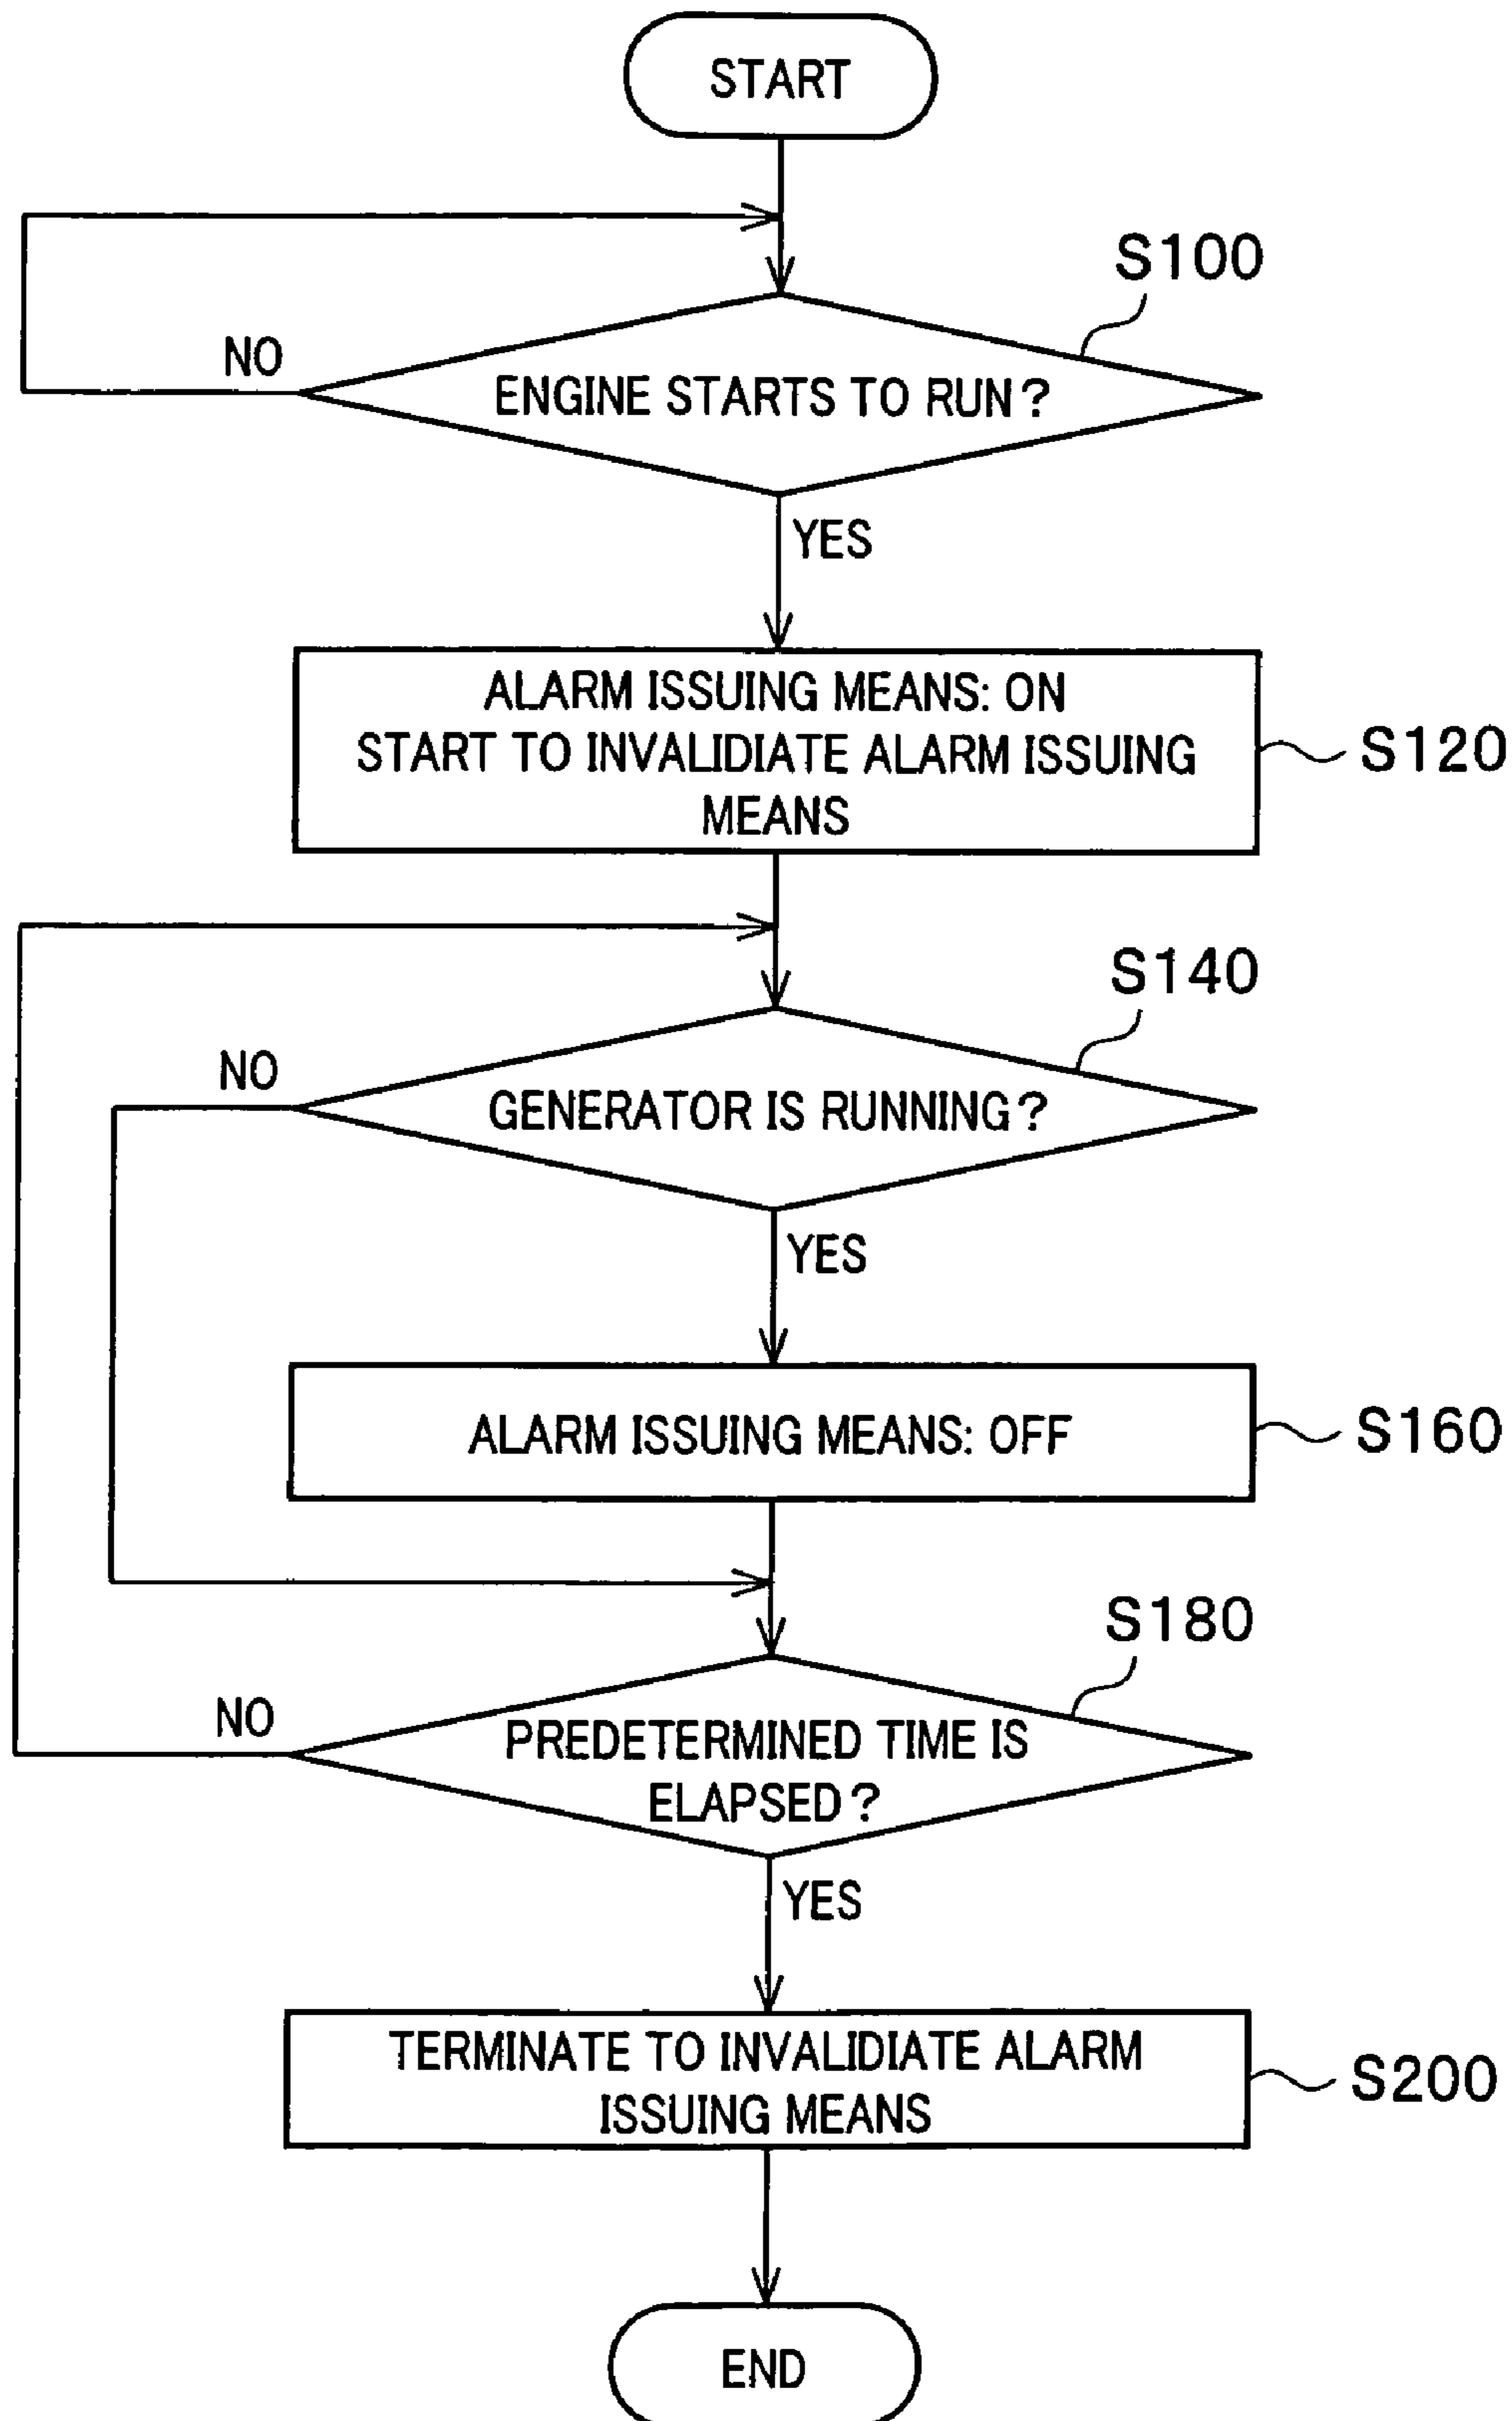 START
S100
NO
ENGINE STARTS TO RUN?
YES
ALARM ISSUING MEANS: ON
START TO INVALIDIATE ALARM ISSUING
MEANS
S120
S140
NO
GENERATOR IS RUNNING?
YES
ALARM ISSUING MEANS: OFF
S160
S180
NO
PREDETERMINED TIME IS
ELAPSED?
YES
TERMINATE TO INVALIDIATE ALARM
ISSUING MEANS
S200
END